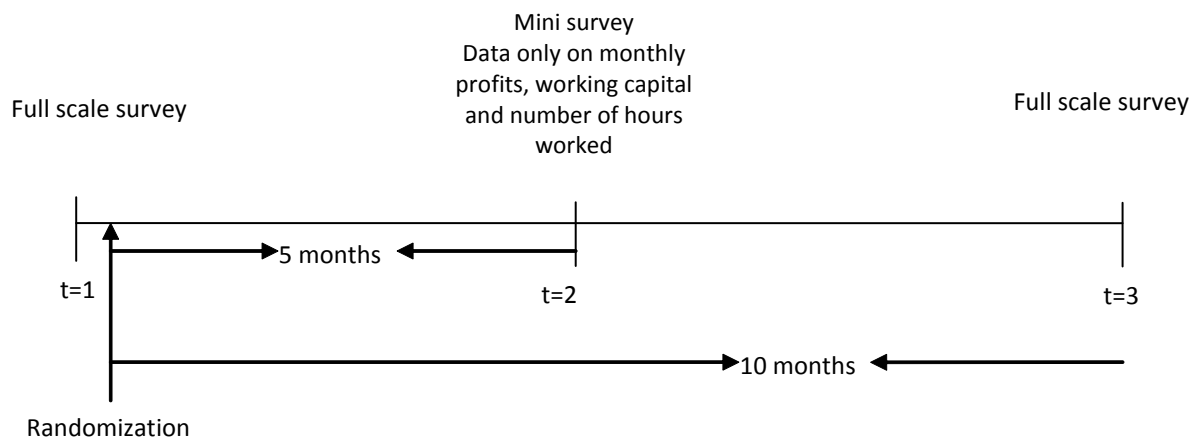 Full scale survey
Mini survey
Data only on monthly
profits, working capital
and number of hours
worked
Full scale survey
5 months
t=1
t=2
t=3
10 months
Randomization